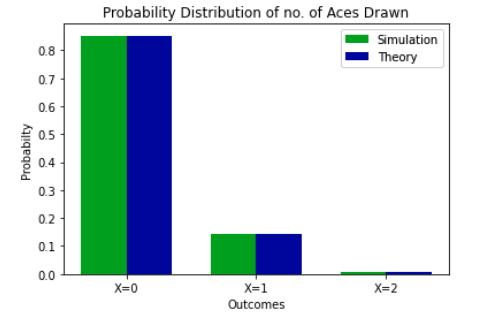 Probability Distribution of no. of Aces Drawn
Simulation
Theory
0.8
0.7
0.6
0.5
0.4
0.3
0.2
0.1
0.0
Probabilty
X=0
X=1
X=2
Outcomes